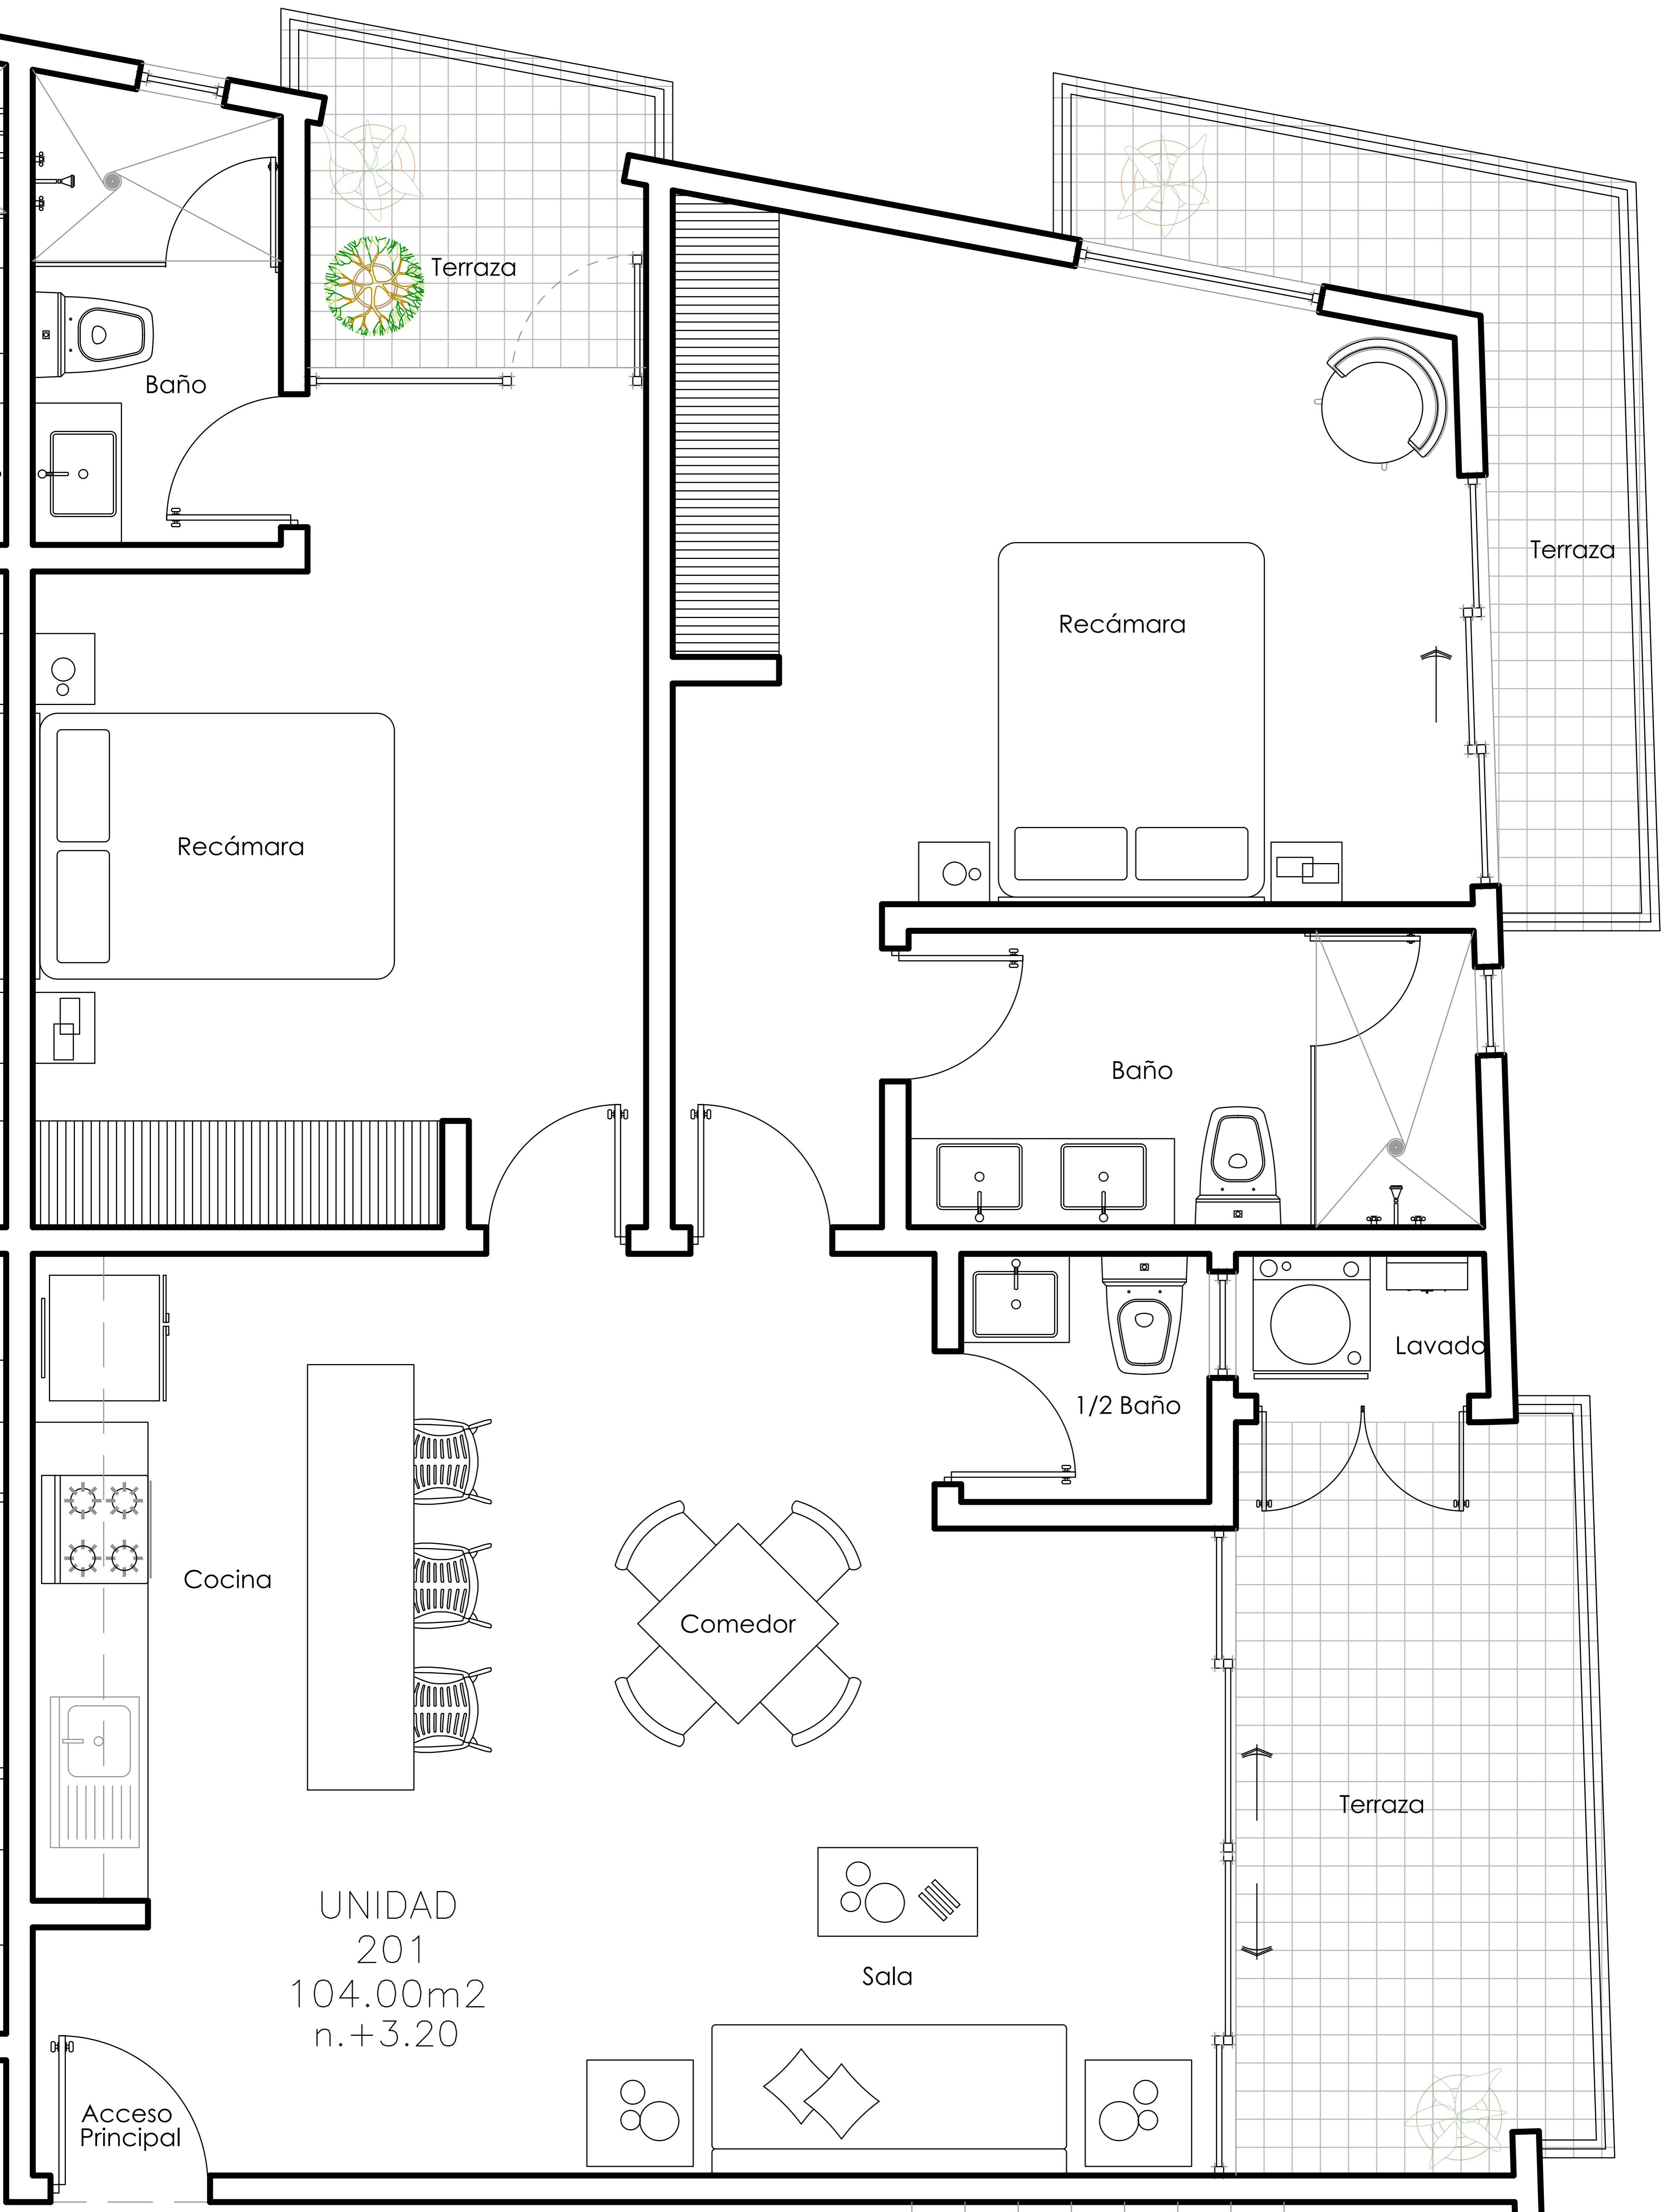 Terraza
Baño
Terraza
Recámara
Recámara
Baño
Lavado
1/2 Baño
Cocina
Comedor
Terraza
UNIDAD
201
104.00m2
n.+3.20
Sala
Acceso
Principal